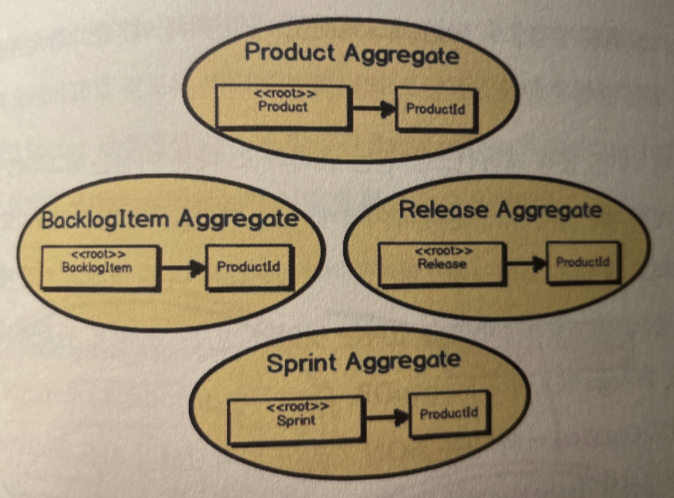 Product Aggregate
<<root>>
Product
ProductId
BacklogItem Aggregate
<<root>>
BacklogItem
ProductId
Release Aggregate
<<root>>
Release
ProductId
Sprint Aggregate
<<root>>
Sprint
ProductId